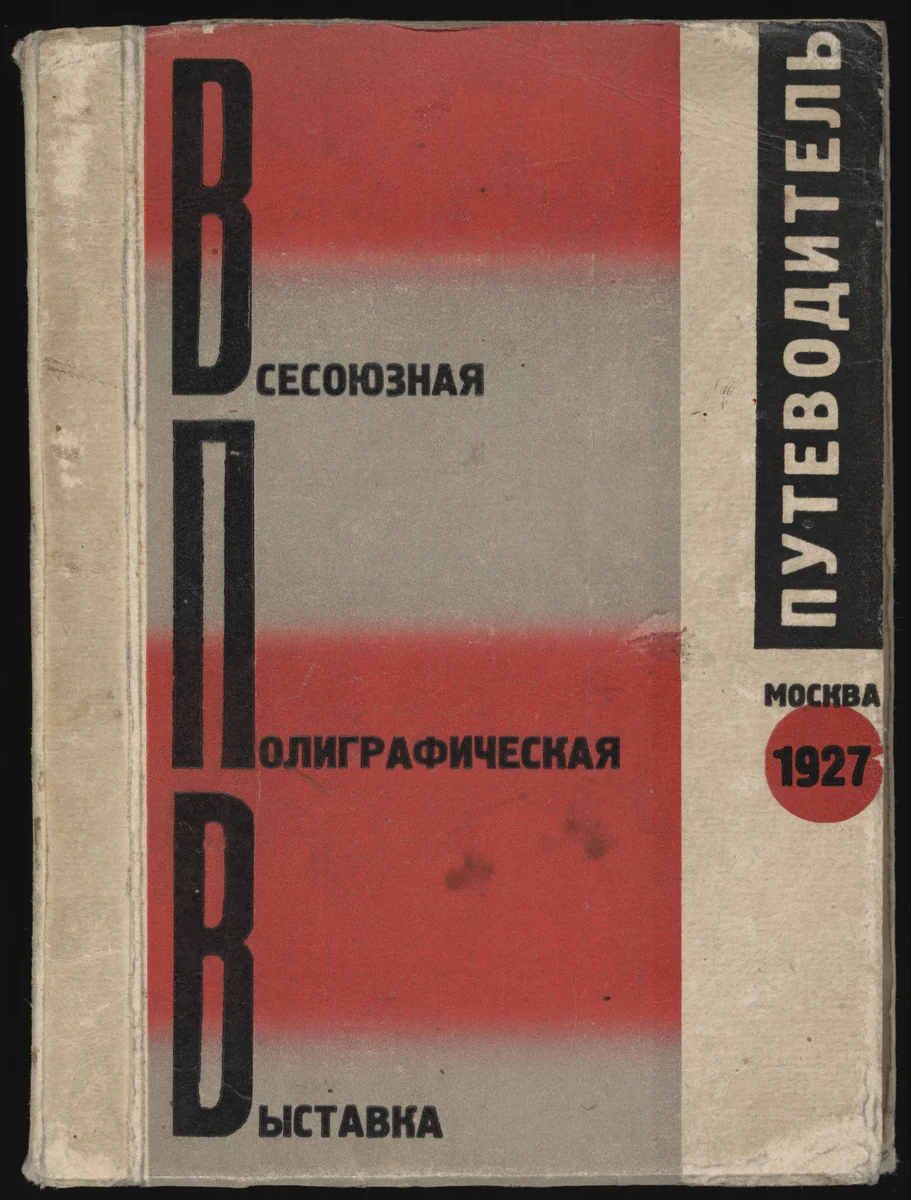 ВСЕСОЮЗНАЯ
ПОЛИГРАФИЧЕСКАЯ
ВЫСТАВКА
ПУТЕВОДИТЕЛЬ
МОСКВА
1927